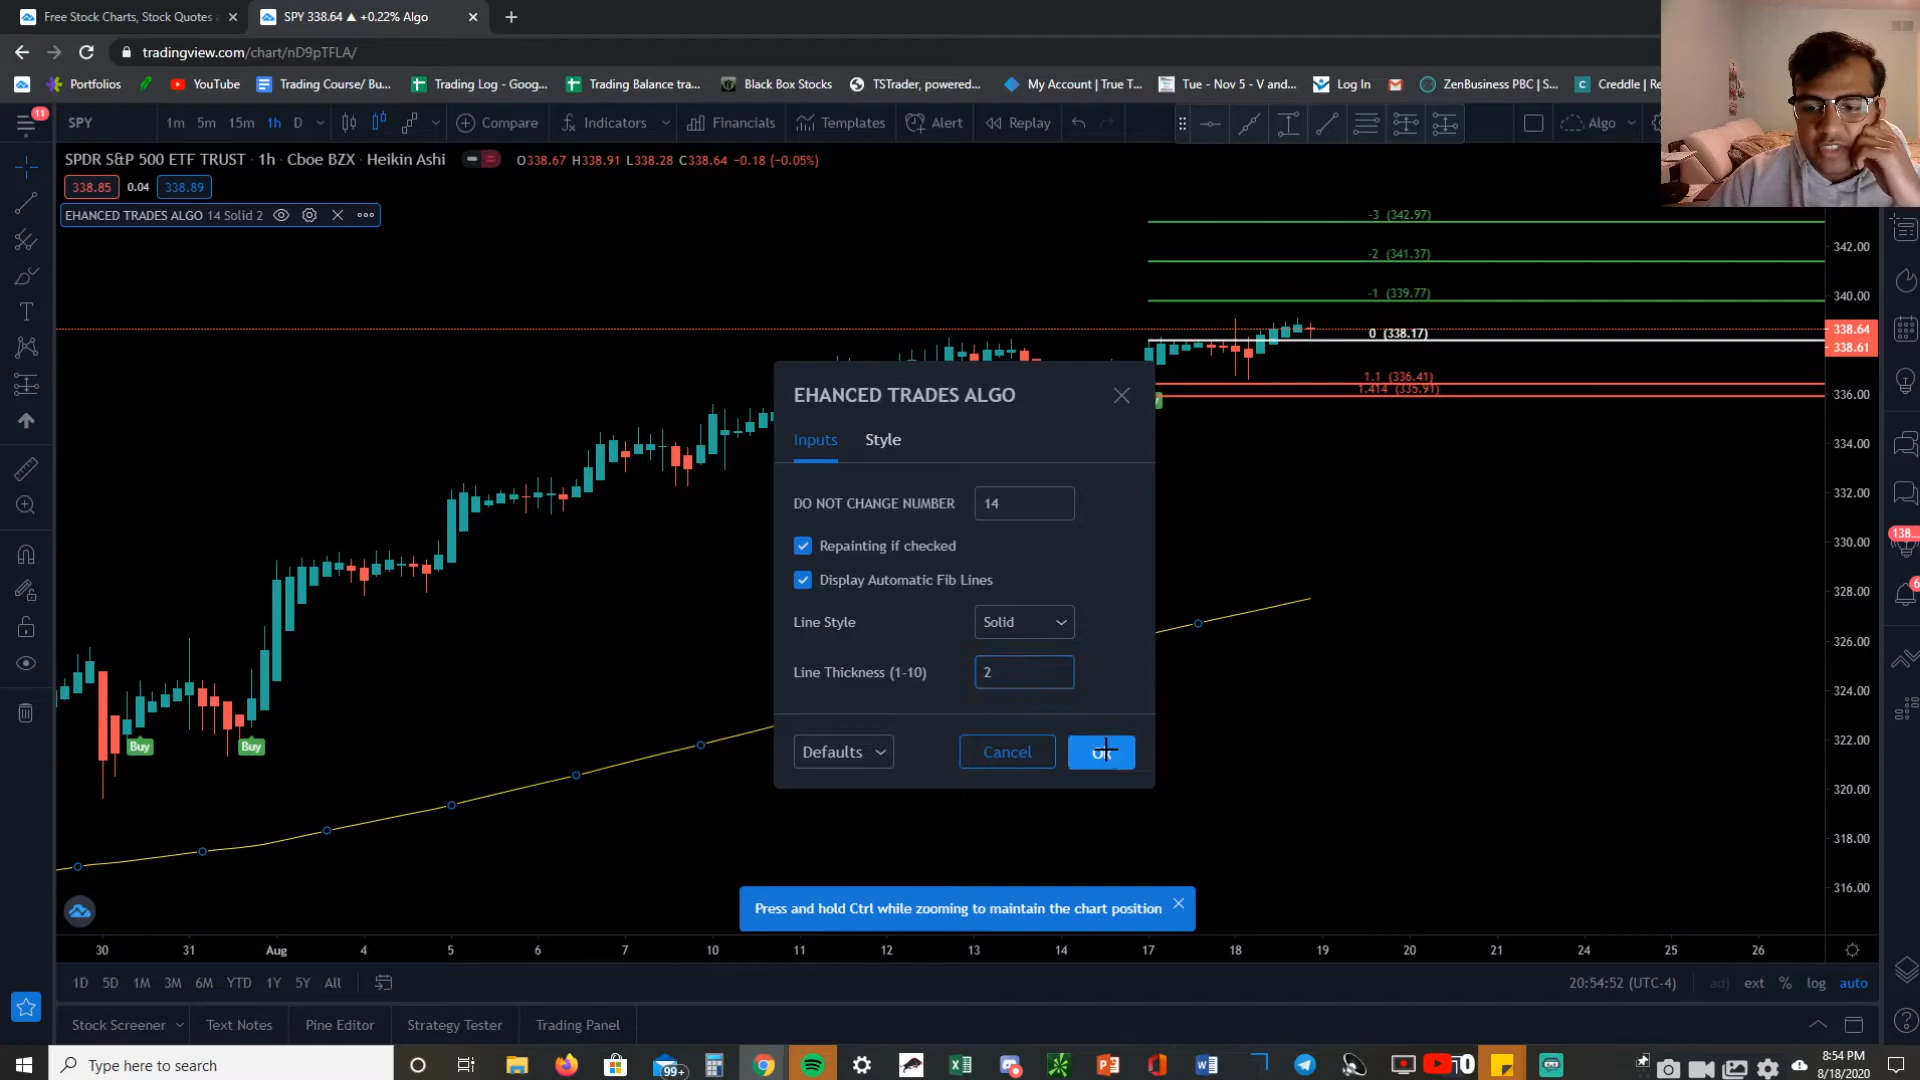 Free Stock Charts, Stock Quotes
SPY 338.64 ▲ +0.22% Algo
tradingview.com/chart/nD9pTFLA/
Portfolios
YouTube
Trading Course/ Bu...
Trading Log - Goog...
Trading Balance tra...
Black Box Stocks
TSTrader, powered...
My Account | True T...
Tue - Nov 5 - V and...
Log In
ZenBusiness PBC | S...
Creddle | Re
11
SPY
1m 5m 15m 1h D
Compare
Indicators
Financials
Templates
Alert
Replay
Algo
SPDR S&P 500 ETF TRUST · 1h · Cboe BZX · Heikin Ashi
O338.67 H338.91 L338.28 C338.64 −0.18 (−0.05%)
338.85 0.04 338.89
EHANCED TRADES ALGO 14 Solid 2
-3 (342.97)
-2 (341.37)
-1 (339.77)
0 (338.17)
1.1 (336.41)
1.414 (335.91)
342.00
340.00
338.64
338.61
336.00
334.00
332.00
330.00
328.00
326.00
324.00
322.00
320.00
318.00
316.00
138...
6
Buy
Buy
EHANCED TRADES ALGO
Inputs
Style
DO NOT CHANGE NUMBER
14
Repainting if checked
Display Automatic Fib Lines
Line Style
Solid
Line Thickness (1-10)
2
Defaults
Cancel
Ok
Press and hold Ctrl while zooming to maintain the chart position
30 31 Aug 4 5 6 7 10 11 12 13 14 17 18 19 20 21 24 25 26
1D 5D 1M 3M 6M YTD 1Y 5Y All
20:54:52 (UTC-4)
adj ext % log auto
Stock Screener
Text Notes
Pine Editor
Strategy Tester
Trading Panel
Type here to search
99+
8:54 PM
8/18/2020